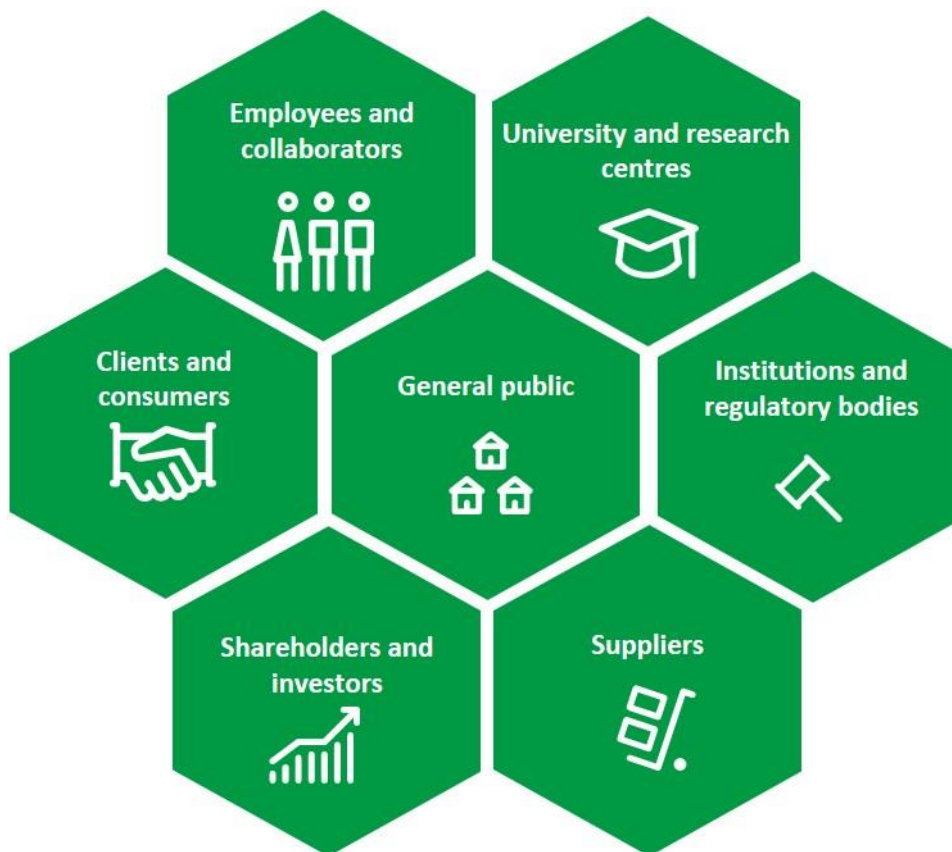 Employees and
collaborators
University and research
centres
Clients and
consumers
General public
Institutions and
regulatory bodies
Shareholders and
investors
Suppliers